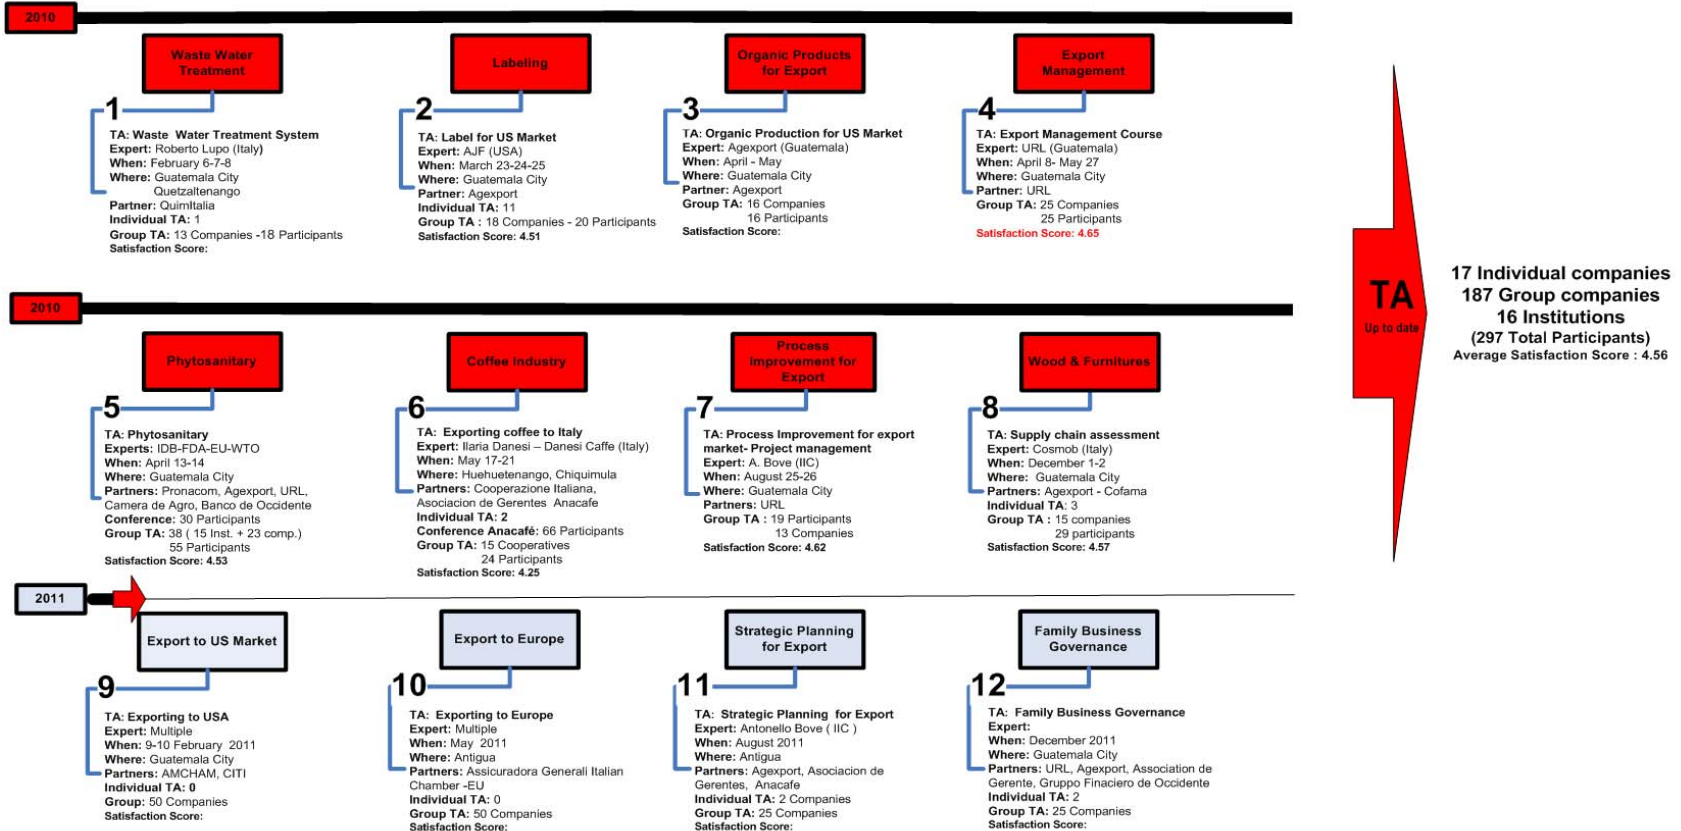 2010
Waste Water
Treatment
1
TA: Waste Water Treatment System
Expert: Roberto Lupo (Italy)
When: February 6-7-8
Where: Guatemala City
Quetzaltenango
Partner: QuimItalia
Individual TA: 1
Group TA: 13 Companies -18 Participants
Satisfaction Score:
Labeling
2
TA: Label for US Market
Expert: AJF (USA)
When: March 23-24-25
Where: Guatemala City
Partner: Agexport
Individual TA: 11
Group TA : 18 Companies - 20 Participants
Satisfaction Score: 4.51
Organic Products
for Export
3
TA: Organic Production for US Market
Expert: Agexport (Guatemala)
When: April - May
Where: Guatemala City
Partner: Agexport
Group TA: 16 Companies
16 Participants
Satisfaction Score:
Export
Management
4
TA: Export Management Course
Expert: URL (Guatemala)
When: April 8- May 27
Where: Guatemala City
Partner: URL
Group TA: 25 Companies
25 Participants
Satisfaction Score: 4.65
2010
Phytosanitary
5
TA: Phytosanitary
Experts: IDB-FDA-EU-WTO
When: April 13-14
Where: Guatemala City
Partners: Pronacom, Agexport, URL,
Camera de Agro, Banco de Occidente
Conference: 30 Participants
Group TA: 38 ( 15 Inst. + 23 comp.)
55 Participants
Satisfaction Score: 4.53
Coffee Industry
6
TA: Exporting coffee to Italy
Expert: Ilaria Danesi – Danesi Caffe (Italy)
When: May 17-21
Where: Huehuetenango, Chiquimula
Partners: Cooperazione Italiana,
Asociacion de Gerentes Anacafe
Individual TA: 2
Conference Anacafé: 66 Participants
Group TA: 15 Cooperatives
24 Participants
Satisfaction Score: 4.25
Process
Improvement for
Export
7
TA: Process Improvement for export
market- Project management
Expert: A. Bove (IIC)
When: August 25-26
Where: Guatemala City
Partners: URL
Group TA : 19 Participants
13 Companies
Satisfaction Score: 4.62
Wood & Furnitures
8
TA: Supply chain assessment
Expert: Cosmob (Italy)
When: December 1-2
Where: Guatemala City
Partners: Agexport - Cofama
Individual TA: 3
Group TA : 15 companies
29 participants
Satisfaction Score: 4.57
2011
Export to US Market
9
TA: Exporting to USA
Expert: Multiple
When: 9-10 February 2011
Where: Guatemala City
Partners: AMCHAM, CITI
Individual TA: 0
Group: 50 Companies
Satisfaction Score:
Export to Europe
10
TA: Exporting to Europe
Expert: Multiple
When: May 2011
Where: Antigua
Partners: Assicuradora Generali Italian
Chamber -EU
Individual TA: 0
Group TA: 50 Companies
Satisfaction Score:
Strategic Planning
for Export
11
TA: Strategic Planning for Export
Expert: Antonello Bove ( IIC )
When: August 2011
Where: Antigua
Partners: Agexport, Asociacion de
Gerentes, Anacafe
Individual TA: 2 Companies
Group TA: 25 Companies
Satisfaction Score:
Family Business
Governance
12
TA: Family Business Governance
Expert:
When: December 2011
Where: Guatemala City
Partners: URL, Agexport, Association de
Gerente, Gruppo Finaciero de Occidente
Individual TA: 2
Group TA: 25 Companies
Satisfaction Score:
TA
Up to date
17 Individual companies
187 Group companies
16 Institutions
(297 Total Participants)
Average Satisfaction Score : 4.56